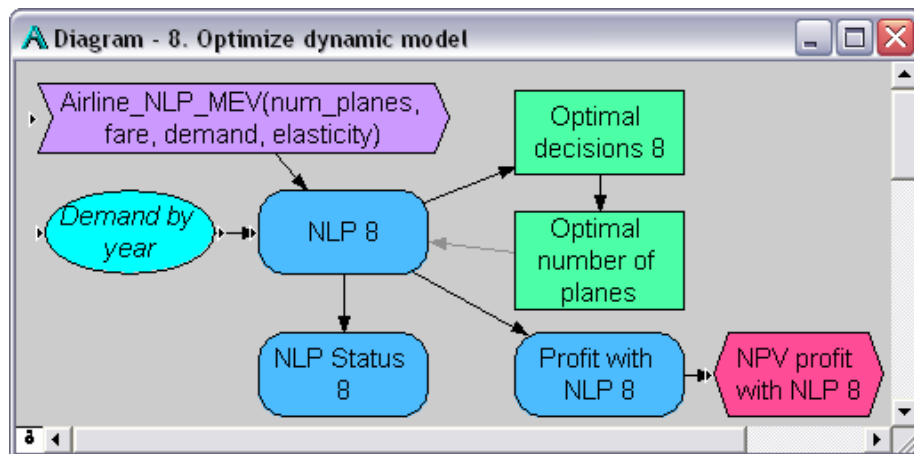 Diagram - 8. Optimize dynamic model
Airline_NLP_MEV(num_planes,
fare, demand, elasticity)
Optimal
decisions 8
Demand by
year
NLP 8
Optimal
number of
planes
NLP Status
8
Profit with
NLP 8
NPV profit
with NLP 8